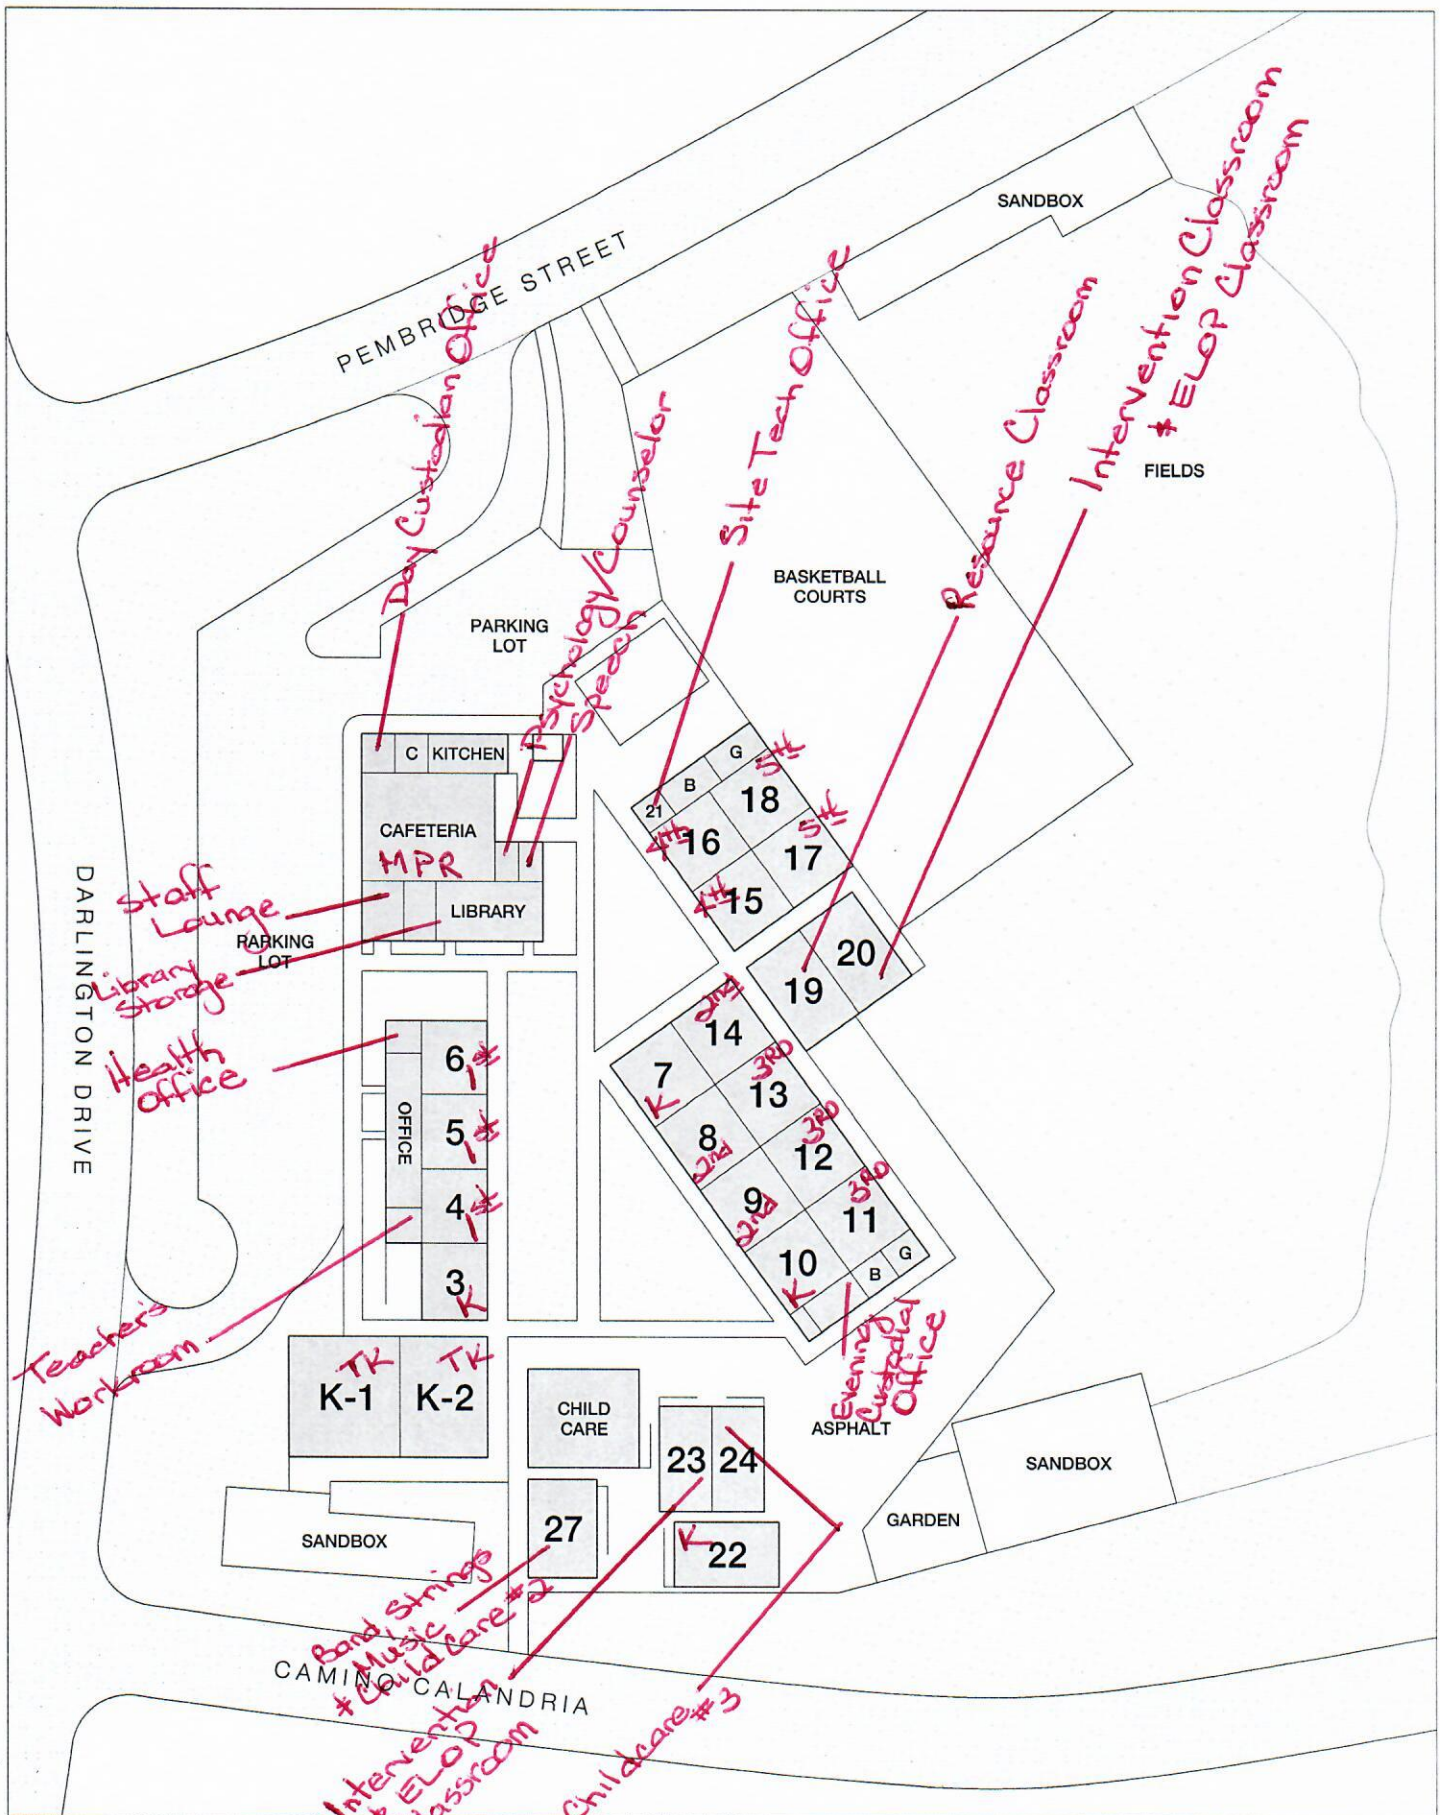 SANDBOX
PEMBRIDGE STREET
Day Custodian Office
Psychology/Counselor
Speech
Site Tech Office
Resource Classroom
Intervention Classroom
* ELOP Classroom
FIELDS
BASKETBALL
COURTS
PARKING
LOT
C
KITCHEN
CAFETERIA
MPR
LIBRARY
Staff
Lounge
PARKING
LOT
Library
Storage
Health
Office
DARLINGTON DRIVE
OFFICE
6
1st
5
1st
4
1st
3
K
Teacher's
Workroom
TK
K-1
TK
K-2
21
B
G
5th
18
4th
16
5th
17
4th
15
20
19
2nd
14
7
K
3RD
13
8
2nd
3RD
12
9
2nd
3RD
11
10
K
B
G
Evening
Custodial
Office
ASPHALT
CHILD
CARE
23
24
27
K
22
GARDEN
SANDBOX
SANDBOX
Band, Strings
Music
* Child Care #2
CAMINO CALANDRIA
Intervention
* ELOP
Classroom
Childcare #3